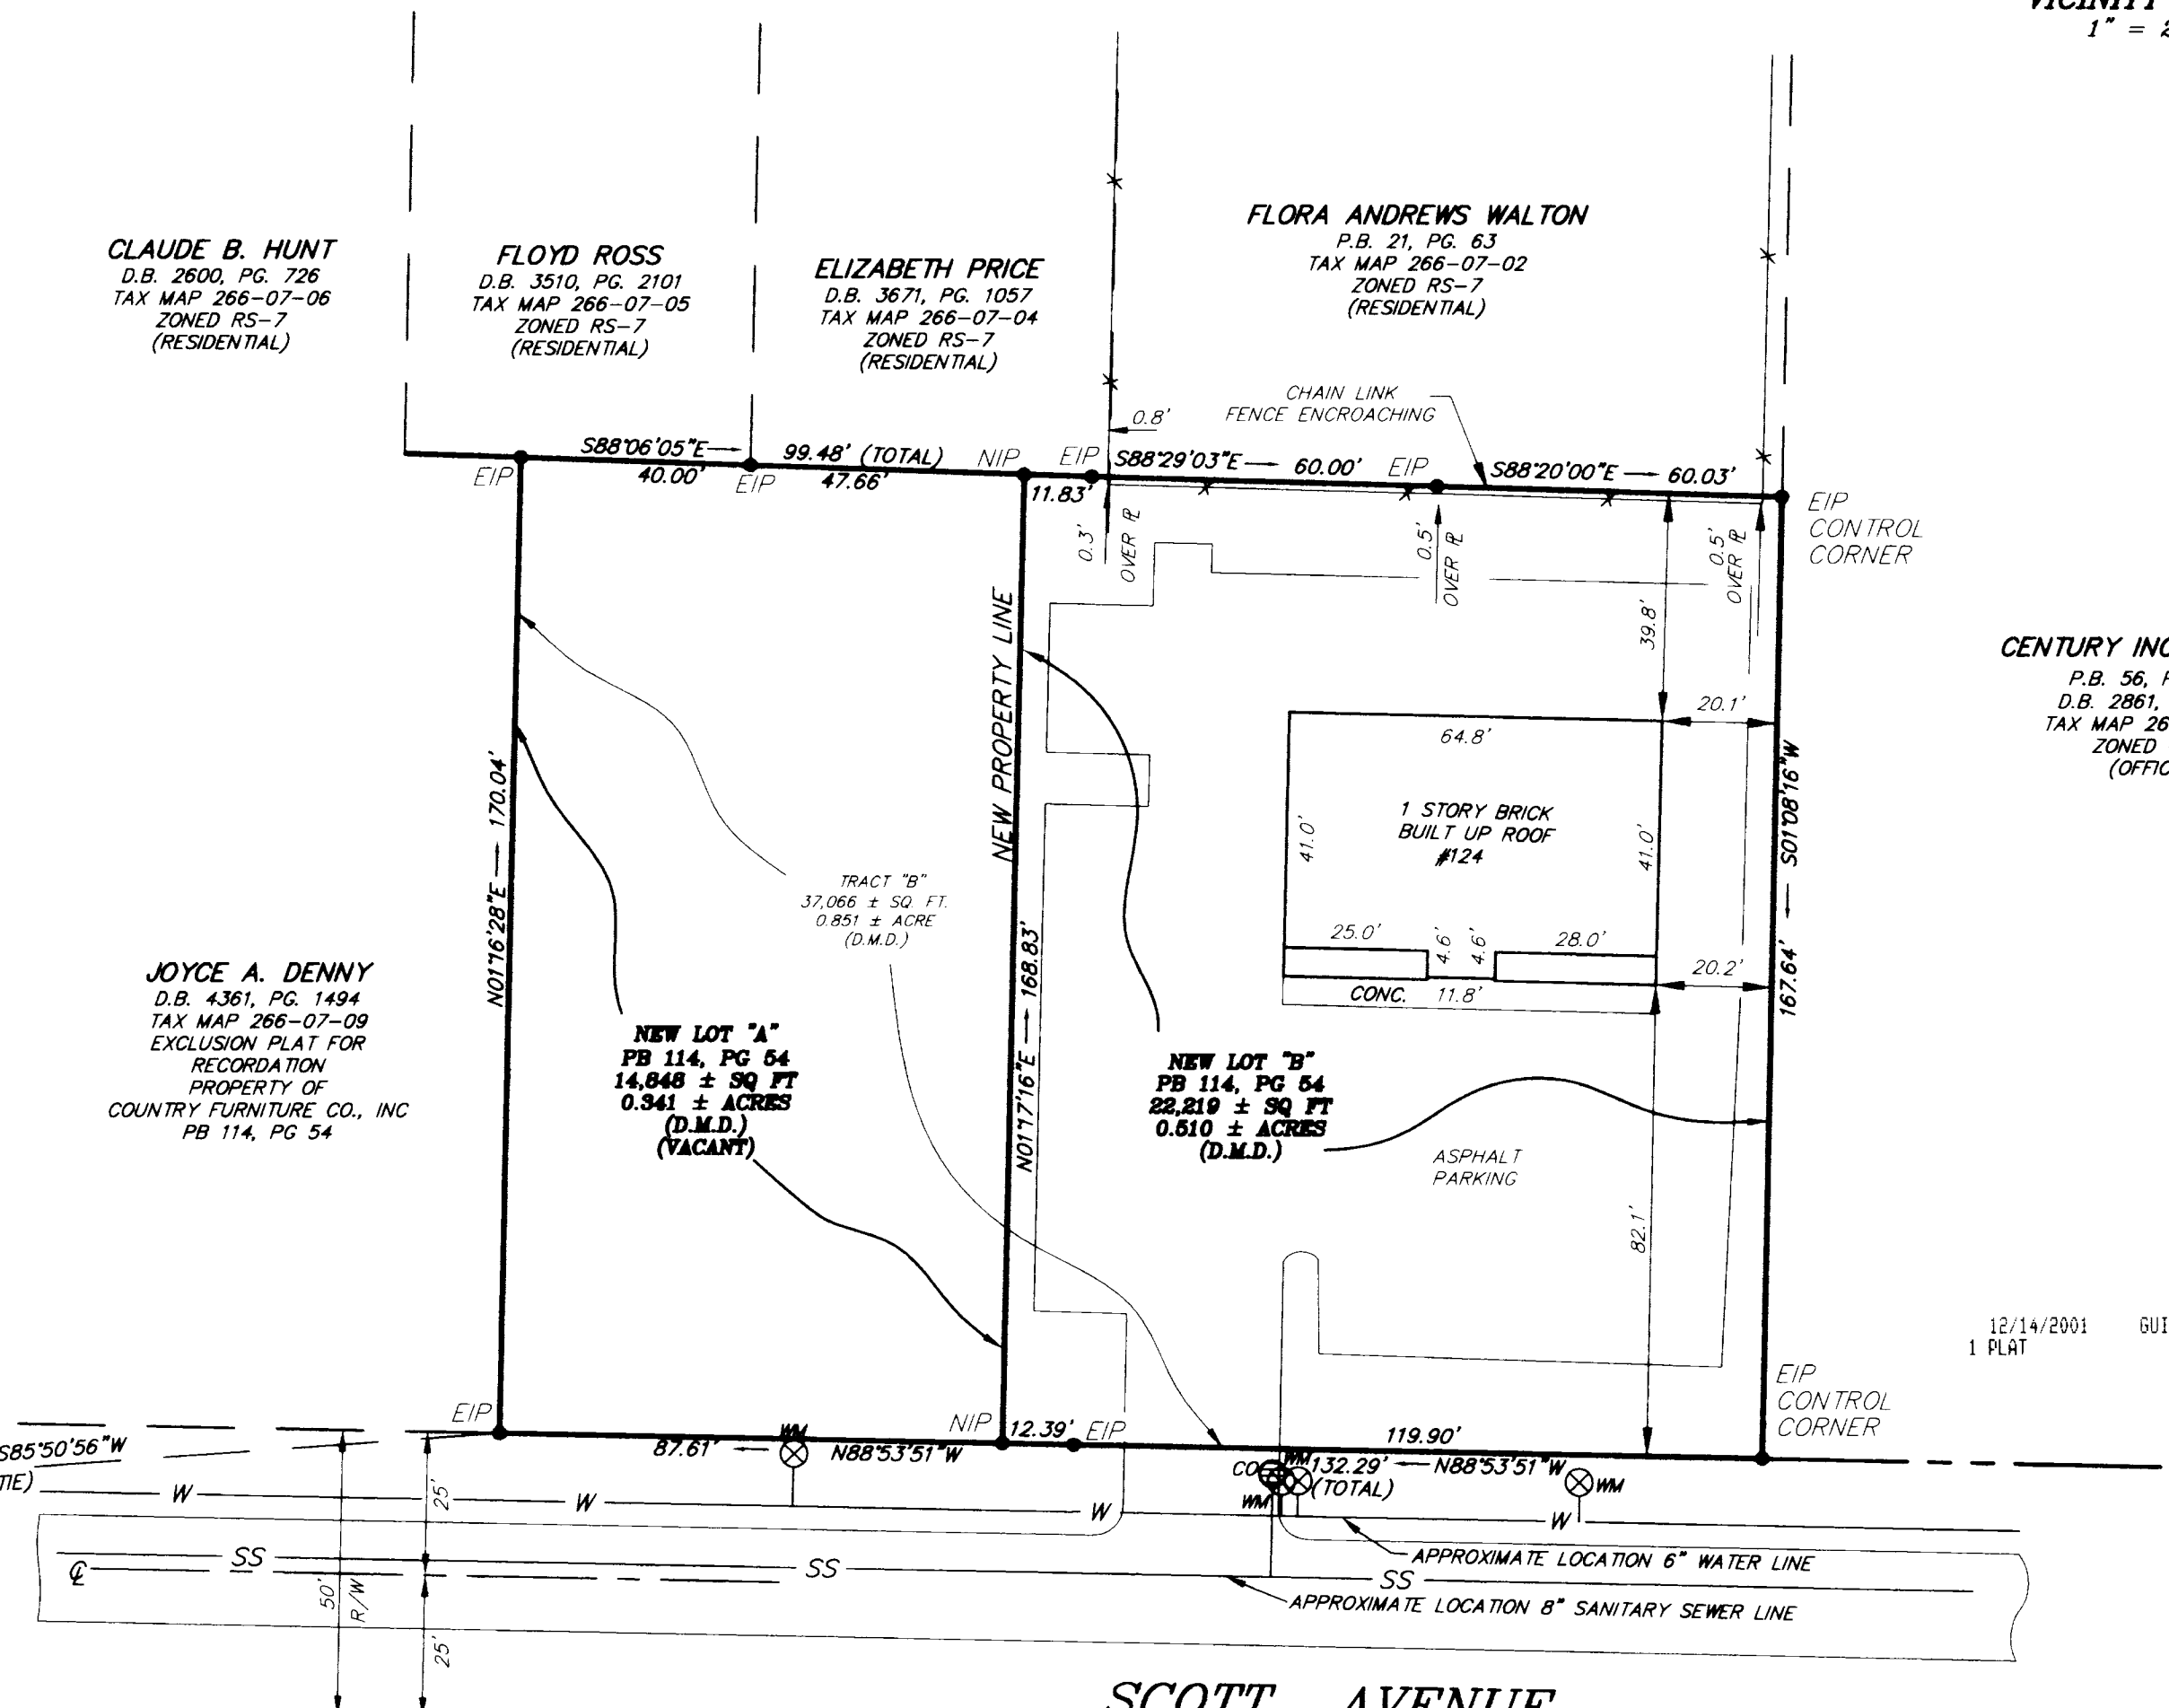 1" = 2
CLAUDE B. HUNT
D.B. 2600, PG. 726
TAX MAP 266-07-06
ZONED RS-7
(RESIDENTIAL)
FLOYD ROSS
D.B. 3510, PG. 2101
TAX MAP 266-07-05
ZONED RS-7
(RESIDENTIAL)
ELIZABETH PRICE
D.B. 3671, PG. 1057
TAX MAP 266-07-04
ZONED RS-7
(RESIDENTIAL)
FLORA ANDREWS WALTON
P.B. 21, PG. 63
TAX MAP 266-07-02
ZONED RS-7
(RESIDENTIAL)
CHAIN LINK
FENCE ENCROACHING
0.8'
S88°06'05"E
40.00'
99.48' (TOTAL)
47.66'
EIP
EIP
NIP
11.83'
EIP
S88°29'03"E
60.00'
EIP
S88°20'00"E
60.03'
EIP
CONTROL
CORNER
0.3'
OVER PL
0.5'
OVER PL
0.5'
OVER PL
39.8'
20.1'
64.8'
41.0'
1 STORY BRICK
BUILT UP ROOF
#124
41.0'
25.0'
4.6'
4.6'
28.0'
20.2'
CONC.
11.8'
S01°08'16"W
167.64'
CENTURY INC
P.B. 56, P
D.B. 2861,
TAX MAP 26
ZONED
(OFFIC
NEW PROPERTY LINE
N01°16'28"E
170.04'
N01°17'16"E
168.83'
TRACT "B"
37,066 ± SQ. FT.
0.851 ± ACRE
(D.M.D.)
JOYCE A. DENNY
D.B. 4361, PG. 1494
TAX MAP 266-07-09
EXCLUSION PLAT FOR
RECORDATION
PROPERTY OF
COUNTRY FURNITURE CO., INC
PB 114, PG 54
NEW LOT "A"
PB 114, PG 54
14,848 ± SQ FT
0.341 ± ACRES
(D.M.D.)
(VACANT)
NEW LOT "B"
PB 114, PG 54
22,219 ± SQ FT
0.510 ± ACRES
(D.M.D.)
ASPHALT
PARKING
82.1'
12/14/2001 GUI
1 PLAT
EIP
CONTROL
CORNER
EIP
NIP
12.39'
EIP
119.90'
S85°50'56"W
TIE)
87.61'
WM
N88°53'51"W
CO
WM
WM
132.29'
(TOTAL)
N88°53'51"W
WM
W
W
W
W
25'
50'
R/W
25'
SS
SS
SS
CL
APPROXIMATE LOCATION 6" WATER LINE
APPROXIMATE LOCATION 8" SANITARY SEWER LINE
SCOTT AVENUE